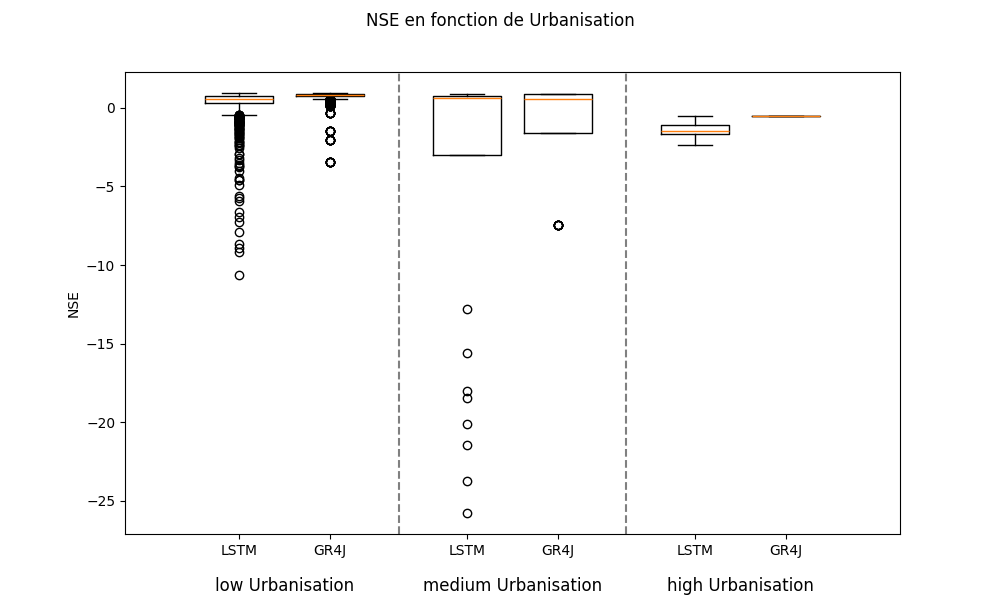 NSE en fonction de Urbanisation
NSE
0
−5
−10
−15
−20
−25
LSTM GR4J LSTM GR4J LSTM GR4J
low Urbanisation medium Urbanisation high Urbanisation